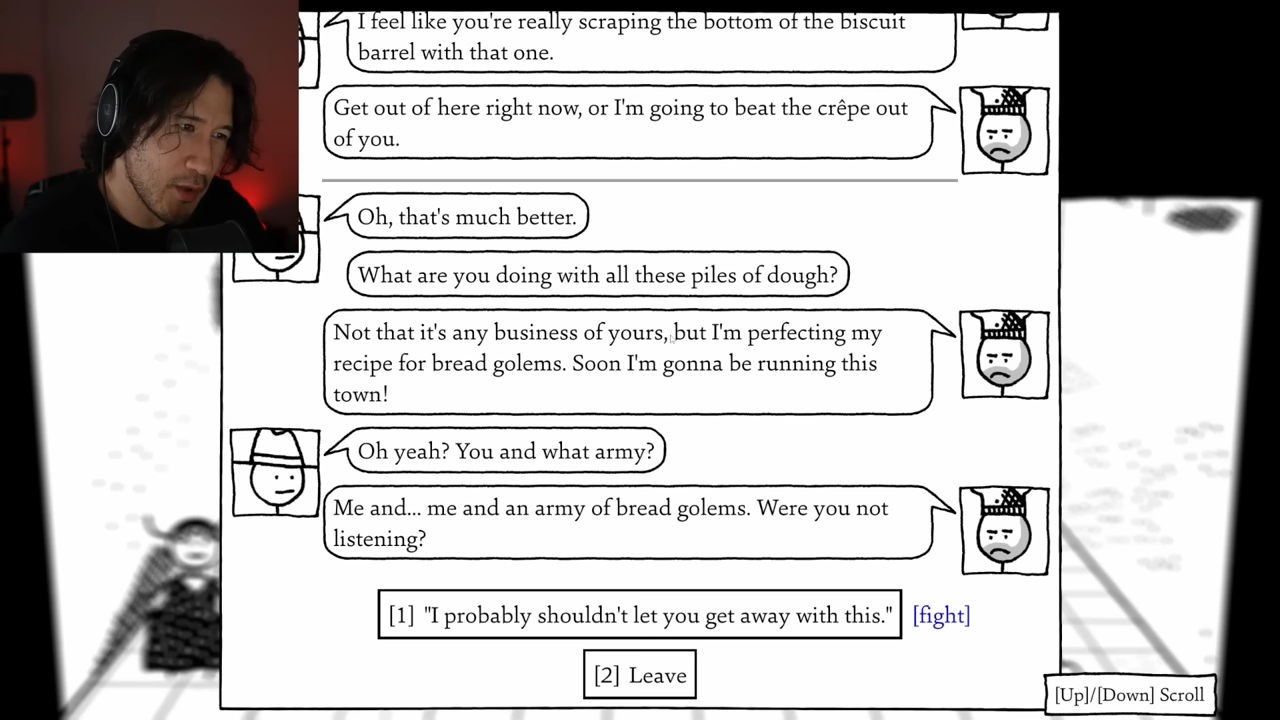 I feel like you're really scraping the bottom of the biscuit
barrel with that one.
Get out of here right now, or I'm going to beat the crêpe out
of you.
Oh, that's much better.
What are you doing with all these piles of dough?
Not that it's any business of yours, but I'm perfecting my
recipe for bread golems. Soon I'm gonna be running this
town!
Oh yeah? You and what army?
Me and... me and an army of bread golems. Were you not
listening?
[1] "I probably shouldn't let you get away with this." [fight]
[2] Leave
[Up]/[Down] Scroll